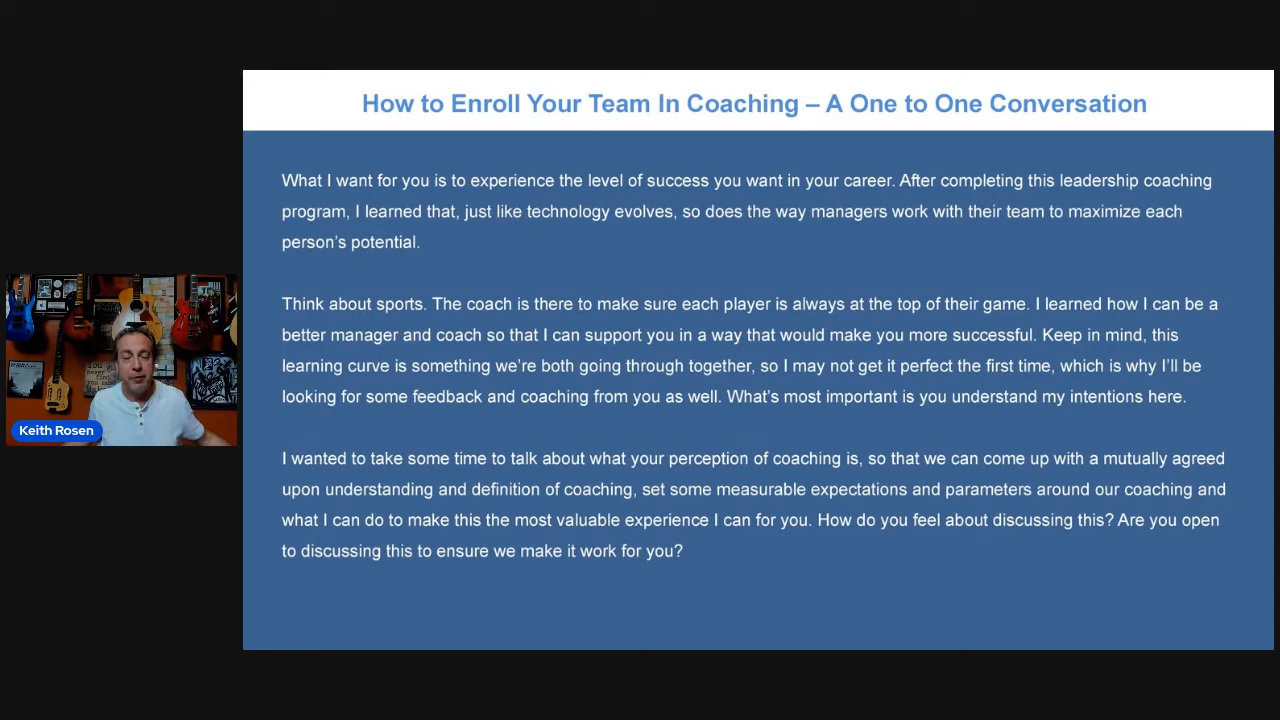 How to Enroll Your Team In Coaching – A One to One Conversation
What I want for you is to experience the level of success you want in your career. After completing this leadership coaching
program, I learned that, just like technology evolves, so does the way managers work with their team to maximize each
person's potential.
Think about sports. The coach is there to make sure each player is always at the top of their game. I learned how I can be a
better manager and coach so that I can support you in a way that would make you more successful. Keep in mind, this
learning curve is something we're both going through together, so I may not get it perfect the first time, which is why I'll be
looking for some feedback and coaching from you as well. What's most important is you understand my intentions here.
I wanted to take some time to talk about what your perception of coaching is, so that we can come up with a mutually agreed
upon understanding and definition of coaching, set some measurable expectations and parameters around our coaching and
what I can do to make this the most valuable experience I can for you. How do you feel about discussing this? Are you open
to discussing this to ensure we make it work for you?
Keith Rosen